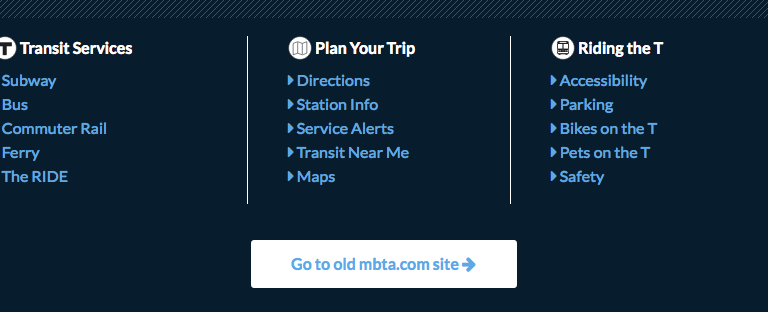 Transit Services
Subway
Bus
Commuter Rail
Ferry
The RIDE
Plan Your Trip
Directions
Station Info
Service Alerts
Transit Near Me
Maps
Riding the T
Accessibility
Parking
Bikes on the T
Pets on the T
Safety
Go to old mbta.com site